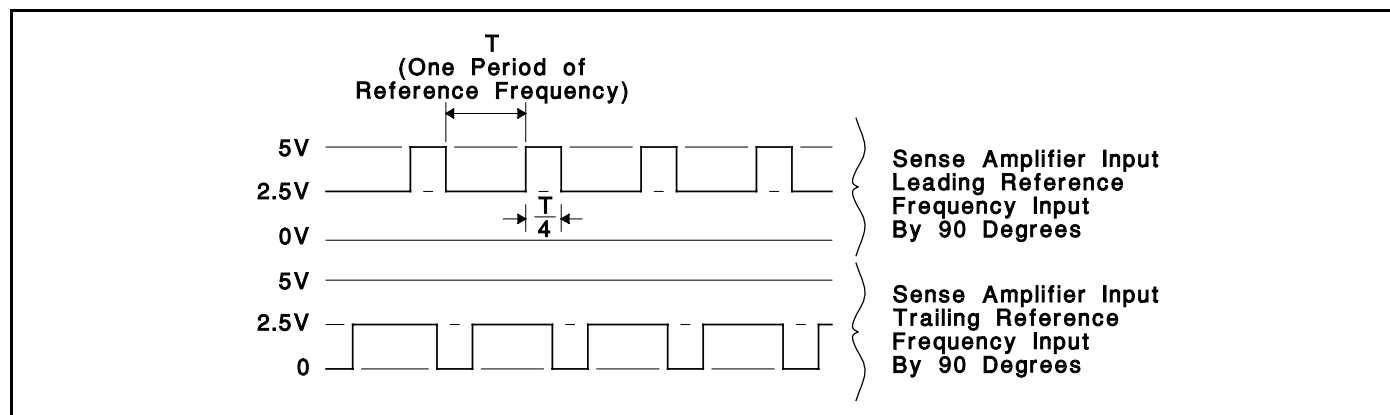 T
(One Period of
Reference Frequency)
5V
2.5V
0V
T
4
Sense Amplifier Input
Leading Reference
Frequency Input
By 90 Degrees
5V
2.5V
0
Sense Amplifier Input
Trailing Reference
Frequency Input
By 90 Degrees